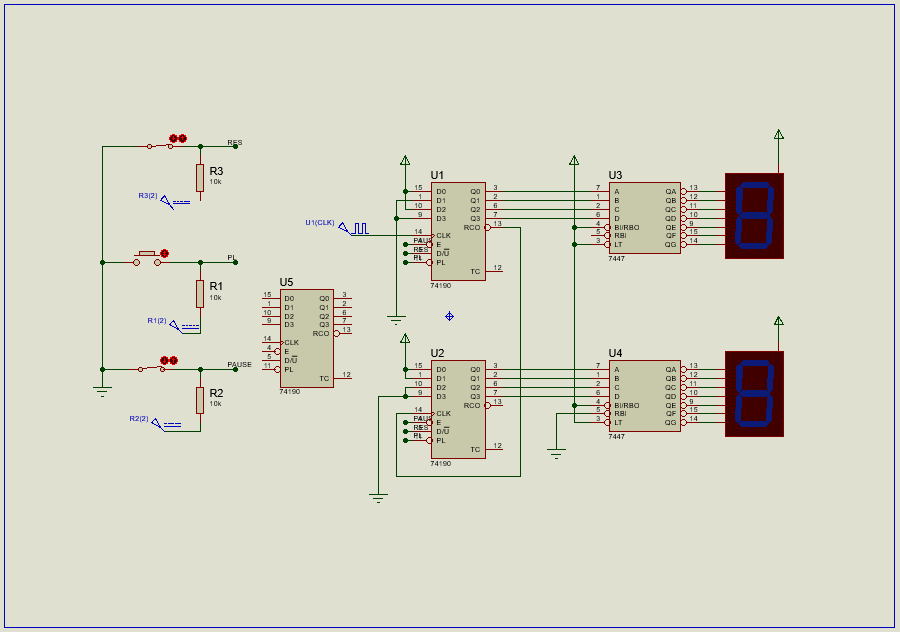 RES
R3
10k
R3(2)
PL
R1
10k
R1(2)
PAUSE
R2
10k
R2(2)
U5
15 D0 Q0 3
1 D1 Q1 2
10 D2 Q2 6
9 D3 Q3 7
RCO 13
14 CLK
4 E
5 D/U
11 PL
TC 12
74190
U1(CLK)
U1
15 D0 Q0 3
1 D1 Q1 2
10 D2 Q2 6
9 D3 Q3 7
RCO 13
14 CLK
E
RES D/U
PL PL
TC 12
74190
U2
15 D0 Q0 3
1 D1 Q1 2
10 D2 Q2 6
9 D3 Q3 7
RCO 13
14 CLK
E
RES D/U
PL PL
TC 12
74190
U3
7 A QA 13
1 B QB 12
2 C QC 11
6 D QD 10
4 BI/RBO QE 9
5 RBI QF 15
3 LT QG 14
7447
U4
7 A QA 13
1 B QB 12
2 C QC 11
6 D QD 10
4 BI/RBO QE 9
5 RBI QF 15
3 LT QG 14
7447